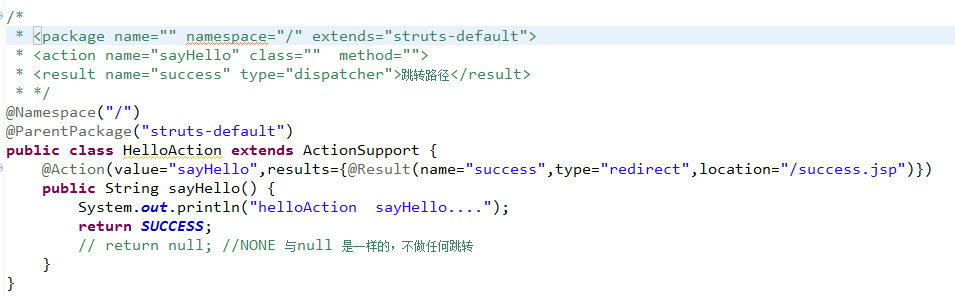 /*
 * <package name="" namespace="/" extends="struts-default">
 * <action name="sayHello" class=""  method="">
 * <result name="success" type="dispatcher">跳转路径</result>
 * */
@Namespace("/")
@ParentPackage("struts-default")
public class HelloAction extends ActionSupport {
    @Action(value="sayHello",results={@Result(name="success",type="redirect",location="/success.jsp")})
    public String sayHello() {
        System.out.println("helloAction  sayHello....");
        return SUCCESS;
        // return null; //NONE 与null 是一样的，不做任何跳转
    }
}